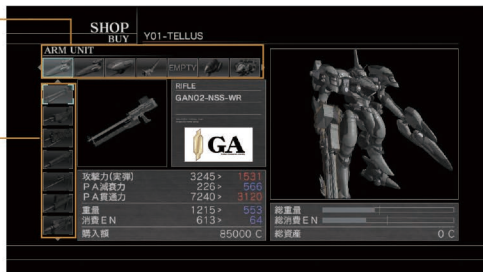 SHOP
BUY Y01-TELLUS
ARM UNIT
EMPTY
RIFLE
GAN02-NSS-WR
GA
攻撃力(実弾) 3245> 1531
PA減衰力 226> 566
PA貫通力 7240> 3120
重量 1215> 553
消費EN 613> 64
購入額 85000 C
総重量
総消費EN
総資産 0 C